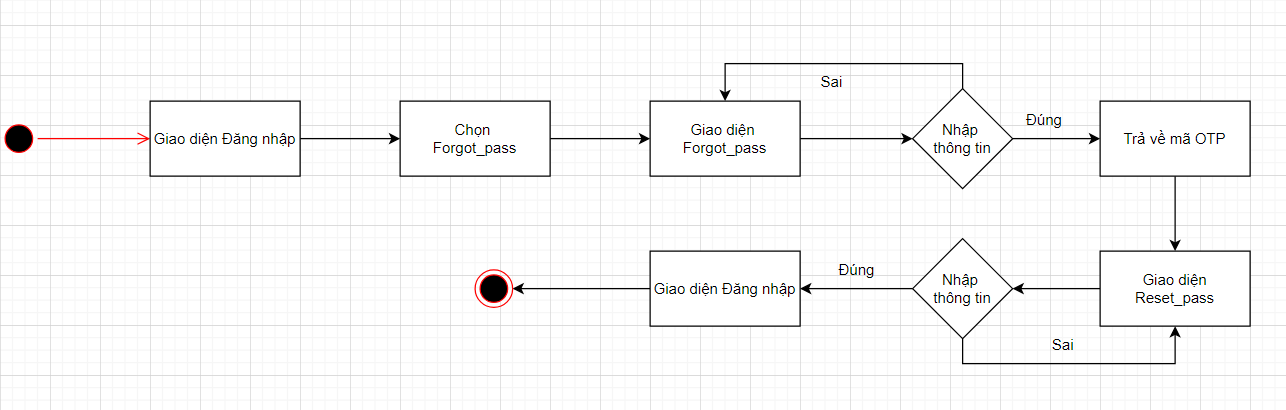 Sai
Giao diện Đăng nhập
Chọn
Forgot_pass
Giao diện
Forgot_pass
Nhập
thông tin
Đúng
Trả về mã OTP
Giao diện Đăng nhập
Đúng
Nhập
thông tin
Giao diện
Reset_pass
Sai